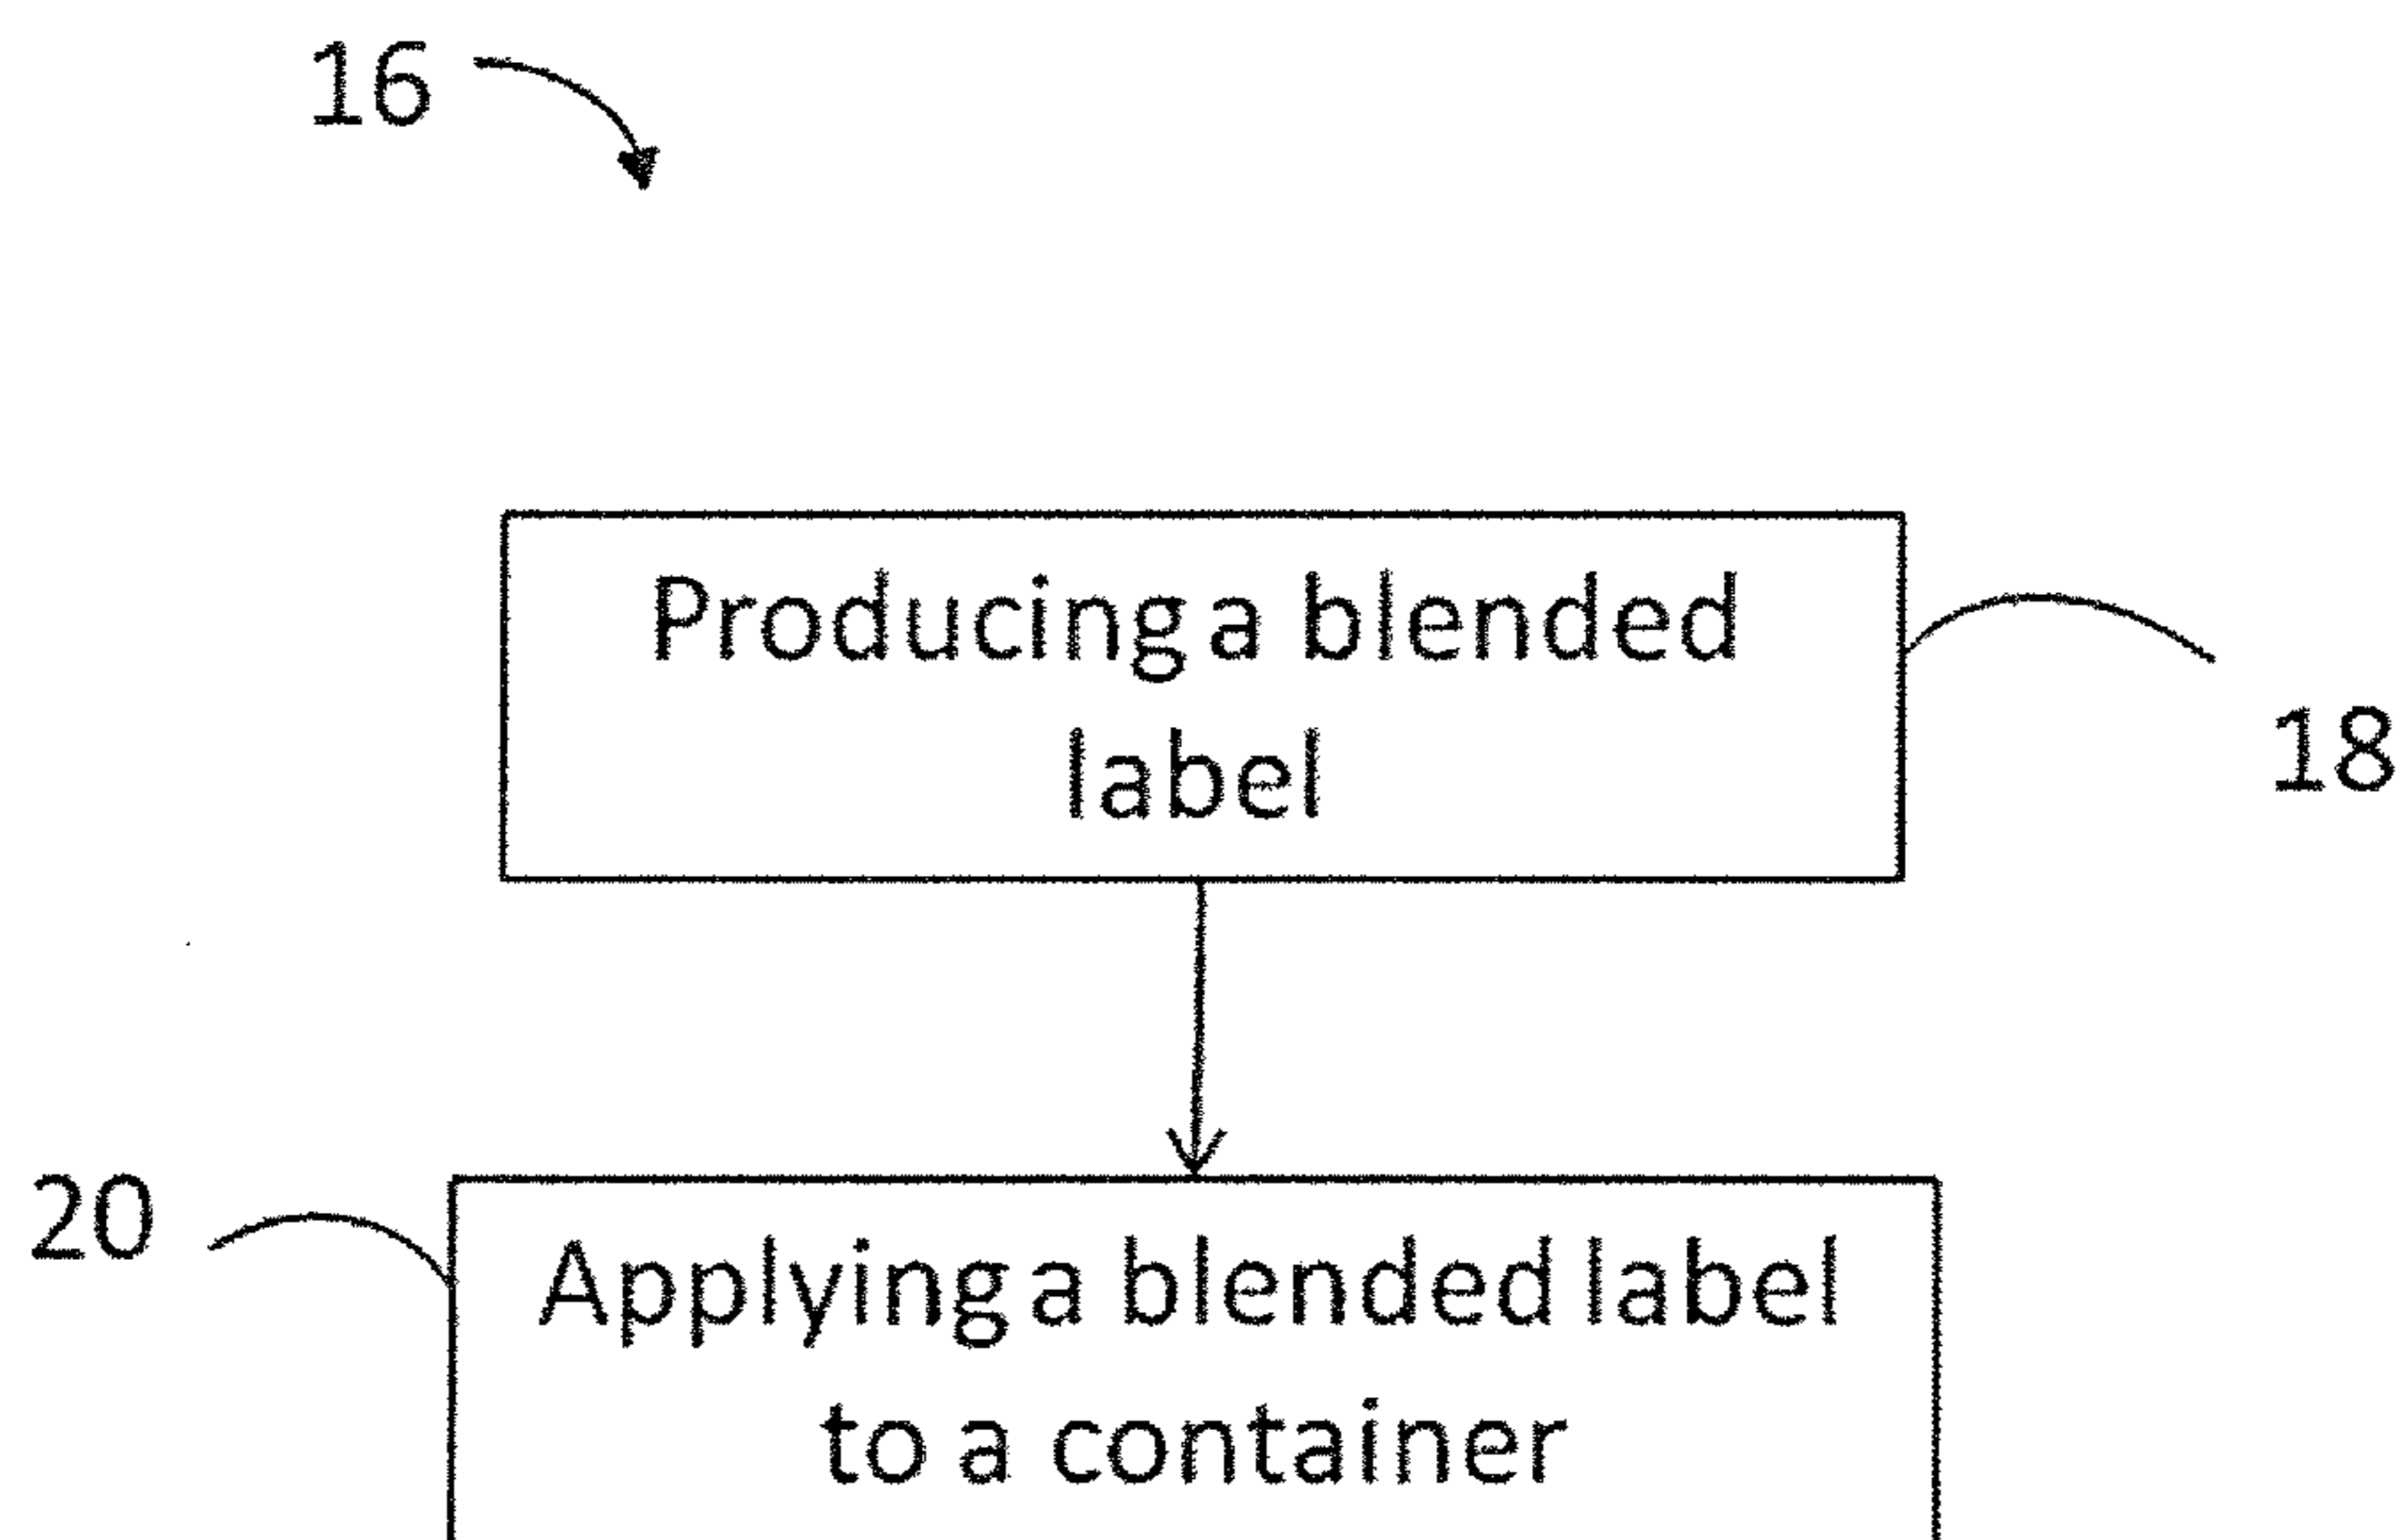 16
Producing a blended
label
18
20
Applying a blended label
to a container